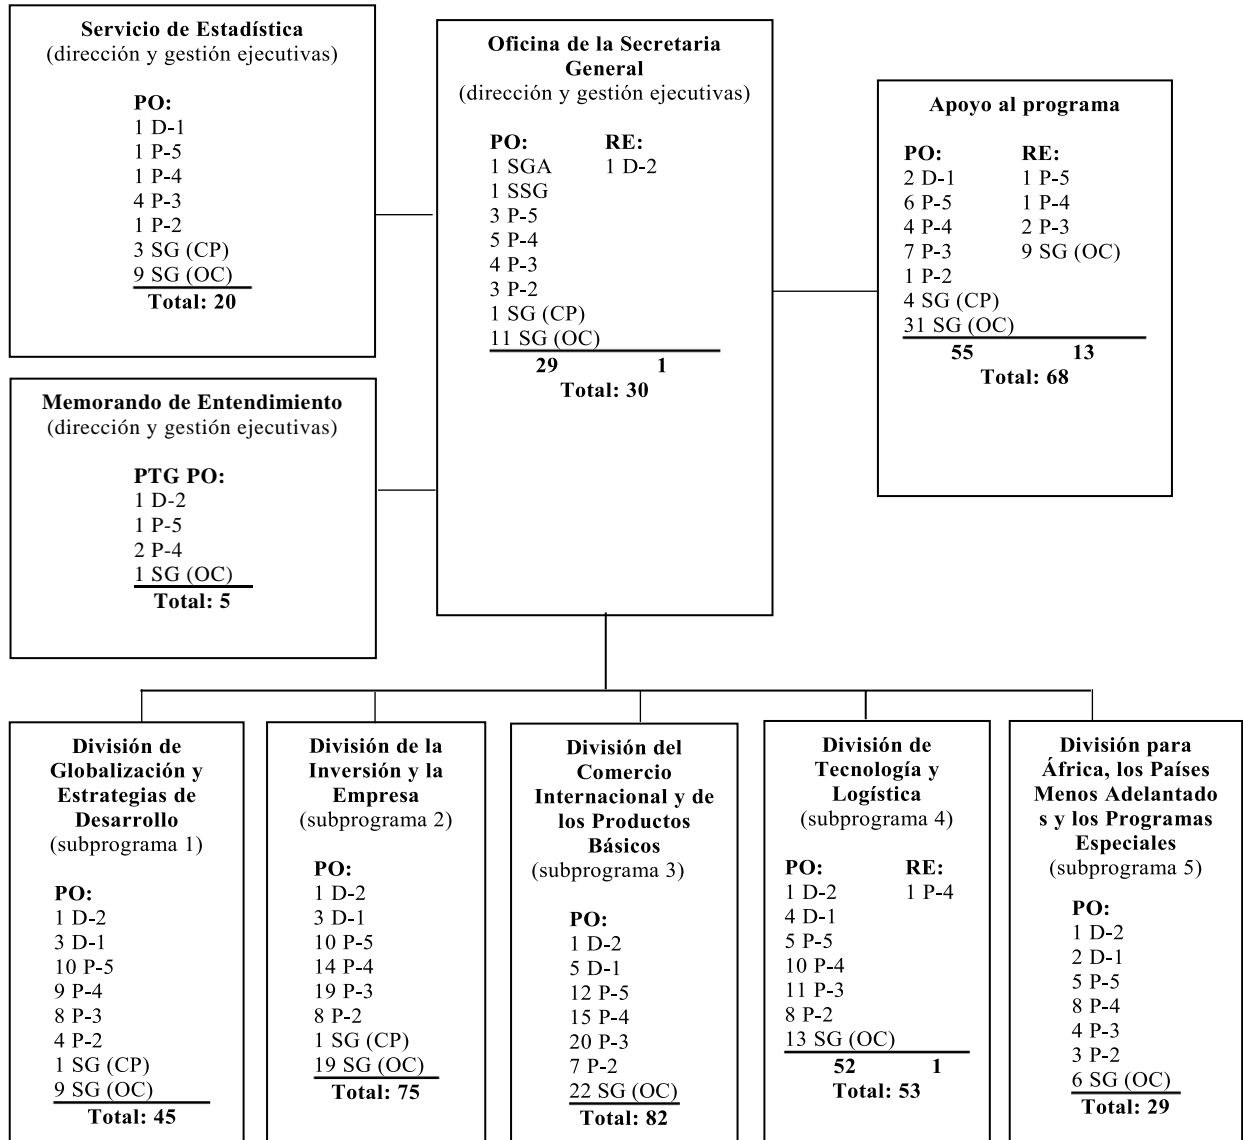 Servicio de Estadística
(dirección y gestión ejecutivas)
PO:
1 D-1
1 P-5
1 P-4
4 P-3
1 P-2
3 SG (CP)
9 SG (OC)
Total: 20
Oficina de la Secretaria
General
(dirección y gestión ejecutivas)
PO: RE:
1 SGA 1 D-2
1 SSG
3 P-5
5 P-4
4 P-3
3 P-2
1 SG (CP)
11 SG (OC)
29 1
Total: 30
Apoyo al programa
PO: RE:
2 D-1 1 P-5
6 P-5 1 P-4
4 P-4 2 P-3
7 P-3 9 SG (OC)
1 P-2
4 SG (CP)
31 SG (OC)
55 13
Total: 68
Memorando de Entendimiento
(dirección y gestión ejecutivas)
PTG PO:
1 D-2
1 P-5
2 P-4
1 SG (OC)
Total: 5
División de
Globalización y
Estrategias de
Desarrollo
(subprograma 1)
PO:
1 D-2
3 D-1
10 P-5
9 P-4
8 P-3
4 P-2
1 SG (CP)
9 SG (OC)
Total: 45
División de la
Inversión y la
Empresa
(subprograma 2)
PO:
1 D-2
3 D-1
10 P-5
14 P-4
19 P-3
8 P-2
1 SG (CP)
19 SG (OC)
Total: 75
División del
Comercio
Internacional y de
los Productos
Básicos
(subprograma 3)
PO:
1 D-2
5 D-1
12 P-5
15 P-4
20 P-3
7 P-2
22 SG (OC)
Total: 82
División de
Tecnología y
Logística
(subprograma 4)
PO: RE:
1 D-2 1 P-4
4 D-1
5 P-5
10 P-4
11 P-3
8 P-2
13 SG (OC)
52 1
Total: 53
División para
África, los Países
Menos Adelantado
s y los Programas
Especiales
(subprograma 5)
PO:
1 D-2
2 D-1
5 P-5
8 P-4
4 P-3
3 P-2
6 SG (OC)
Total: 29